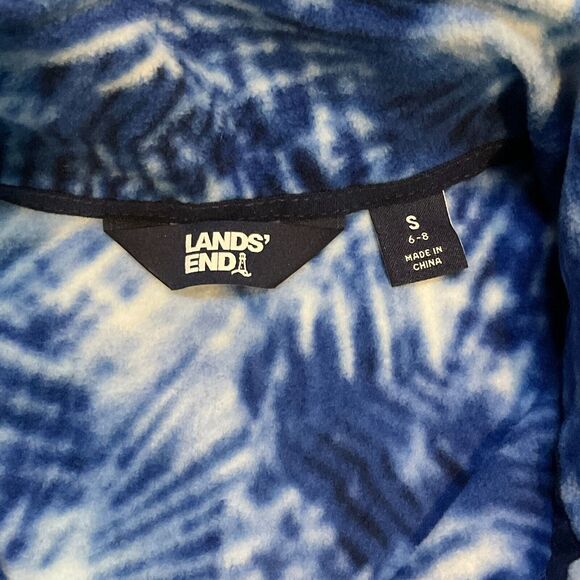 LANDS'
END
S
6-8
MADE IN
CHINA